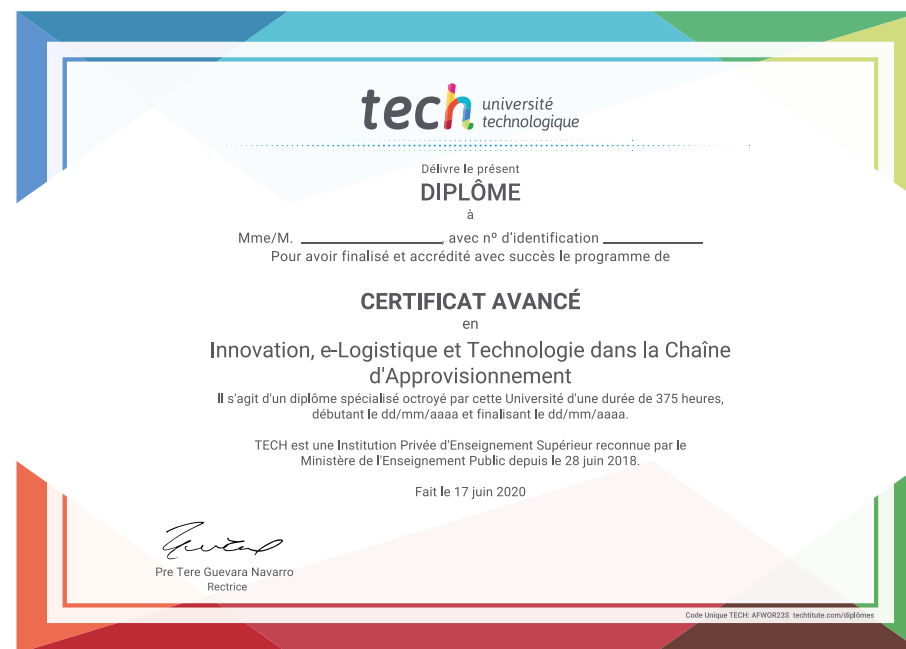 tech université
technologique
Délivre le présent
DIPLÔME
à
Mme/M. ____________________, avec nº d'identification ______________
Pour avoir finalisé et accrédité avec succès le programme de
CERTIFICAT AVANCÉ
en
Innovation, e-Logistique et Technologie dans la Chaîne
d'Approvisionnement
Il s'agit d'un diplôme spécialisé octroyé par cette Université d'une durée de 375 heures,
débutant le dd/mm/aaaa et finalisant le dd/mm/aaaa.
TECH est une Institution Privée d'Enseignement Supérieur reconnue par le
Ministère de l'Enseignement Public depuis le 28 juin 2018.
Fait le 17 juin 2020
Pre Tere Guevara Navarro
Rectrice
Code Unique TECH: AFWOR23S techtitute.com/diplômes